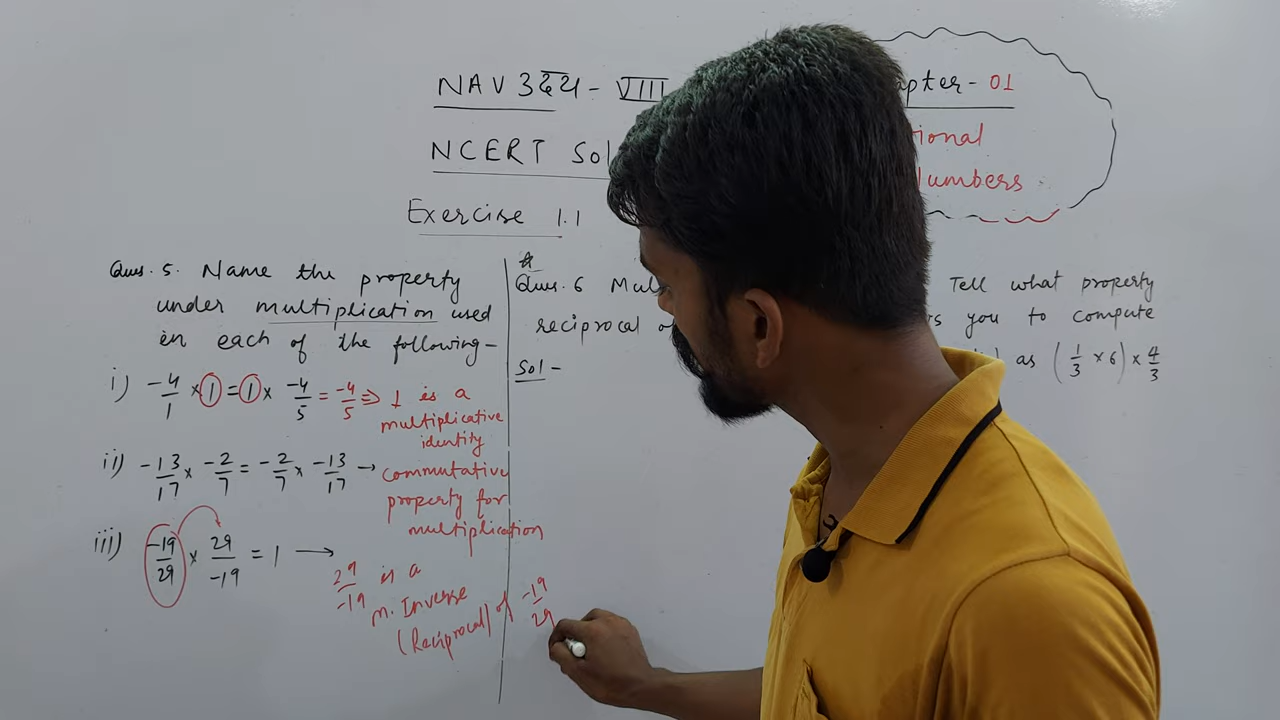 NAV उदय - VIII
NCERT Sol
Exercise 1.1
apter - 01
ional
umbers
Ques. 5. Name the property
under multiplication used
in each of the following-
i) -4/1 × 1 = 1 × -4/5 = -4/5 ⇒ 1 is a
multiplicative
identity
ii) -13/17 × -2/7 = -2/7 × -13/17 → commutative
property for
multiplication
iii) -19/29 × 29/-19 = 1 →
29/-19 is a
m. Inverse
(Reciprocal) of -19/29
Ques. 6 Mul
reciprocal o
Sol -
Tell what property
s you to compute
as (1/3 × 6) × 4/3